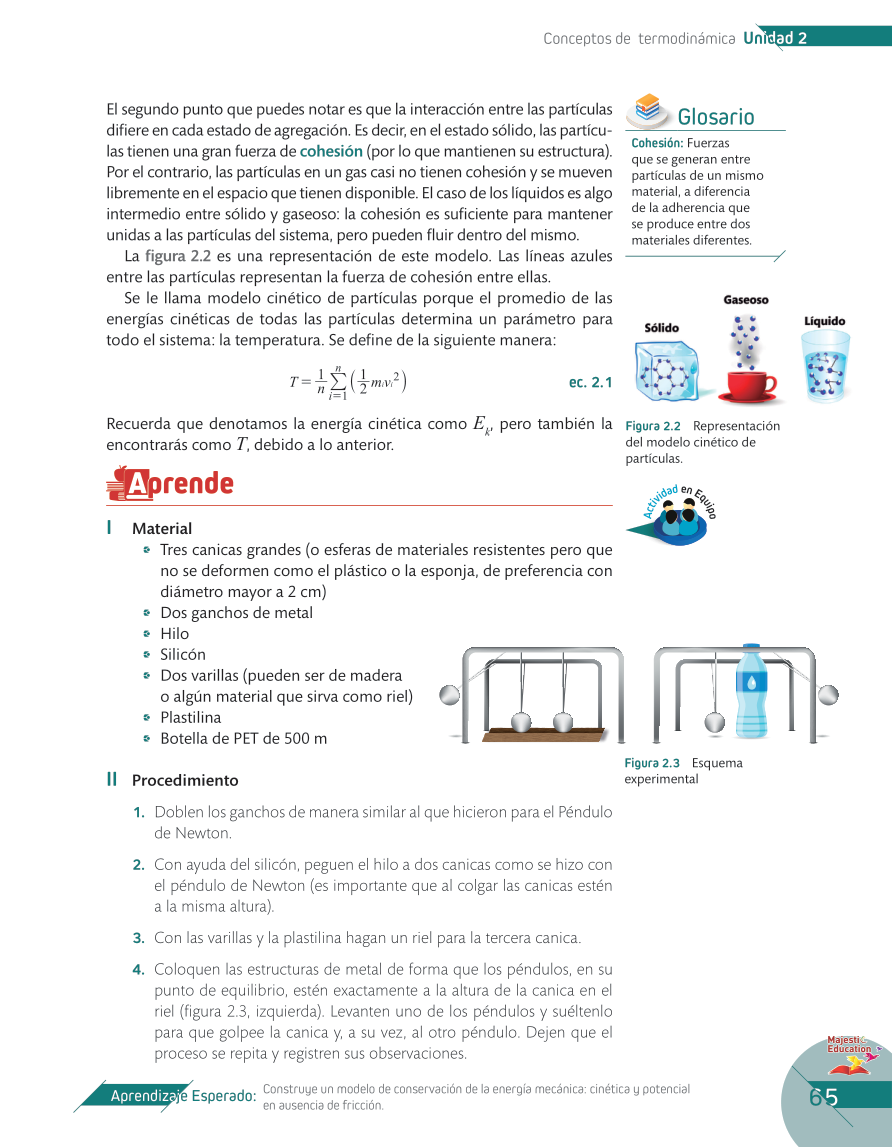 Conceptos de termodinámica Unidad 2
El segundo punto que puedes notar es que la interacción entre las partículas
difiere en cada estado de agregación. Es decir, en el estado sólido, las partícu-
las tienen una gran fuerza de cohesión (por lo que mantienen su estructura).
Por el contrario, las partículas en un gas casi no tienen cohesión y se mueven
libremente en el espacio que tienen disponible. El caso de los líquidos es algo
intermedio entre sólido y gaseoso: la cohesión es suficiente para mantener
unidas a las partículas del sistema, pero pueden fluir dentro del mismo.
La figura 2.2 es una representación de este modelo. Las líneas azules
entre las partículas representan la fuerza de cohesión entre ellas.
Se le llama modelo cinético de partículas porque el promedio de las
energías cinéticas de todas las partículas determina un parámetro para
todo el sistema: la temperatura. Se define de la siguiente manera:
T = 1/n ∑ i=1 n (1/2 mᵢvᵢ²) ec. 2.1
Recuerda que denotamos la energía cinética como Eₖ, pero también la
encontrarás como T, debido a lo anterior.
Glosario
Cohesión: Fuerzas
que se generan entre
partículas de un mismo
material, a diferencia
de la adherencia que
se produce entre dos
materiales diferentes.
Gaseoso
Sólido
Líquido
Figura 2.2 Representación
del modelo cinético de
partículas.
Aprende
Actividad en Equipo
I Material
Tres canicas grandes (o esferas de materiales resistentes pero que
no se deformen como el plástico o la esponja, de preferencia con
diámetro mayor a 2 cm)
Dos ganchos de metal
Hilo
Silicón
Dos varillas (pueden ser de madera
o algún material que sirva como riel)
Plastilina
Botella de PET de 500 m
Figura 2.3 Esquema
experimental
II Procedimiento
1. Doblen los ganchos de manera similar al que hicieron para el Péndulo
de Newton.
2. Con ayuda del silicón, peguen el hilo a dos canicas como se hizo con
el péndulo de Newton (es importante que al colgar las canicas estén
a la misma altura).
3. Con las varillas y la plastilina hagan un riel para la tercera canica.
4. Coloquen las estructuras de metal de forma que los péndulos, en su
punto de equilibrio, estén exactamente a la altura de la canica en el
riel (figura 2.3, izquierda). Levanten uno de los péndulos y suéltenlo
para que golpee la canica y, a su vez, al otro péndulo. Dejen que el
proceso se repita y registren sus observaciones.
Majestic
Education
Aprendizaje Esperado: Construye un modelo de conservación de la energía mecánica: cinética y potencial
en ausencia de fricción.
65